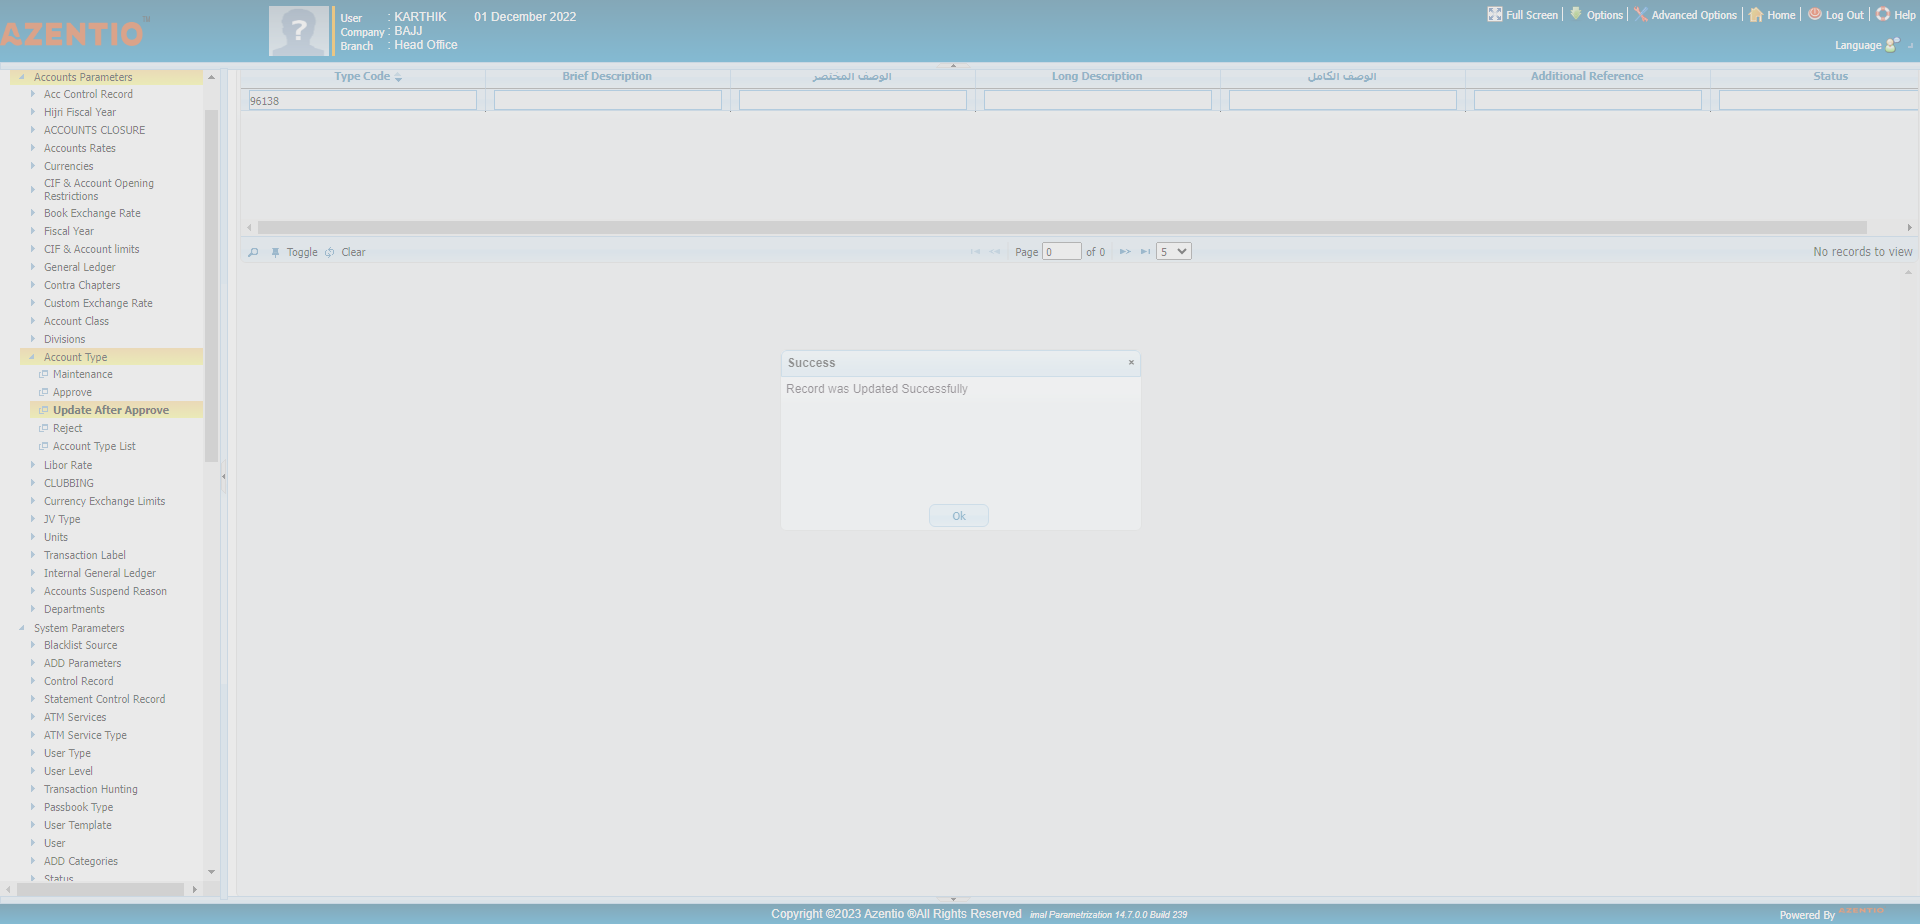 AZENTIO™
?
User : KARTHIK 01 December 2022
Company : BAJJ
Branch : Head Office
Full Screen Options Advanced Options Home Log Out Help
Language
Accounts Parameters
Acc Control Record
Hijri Fiscal Year
ACCOUNTS CLOSURE
Accounts Rates
Currencies
CIF & Account Opening
Restrictions
Book Exchange Rate
Fiscal Year
CIF & Account limits
General Ledger
Contra Chapters
Custom Exchange Rate
Account Class
Divisions
Account Type
Maintenance
Approve
Update After Approve
Reject
Account Type List
Libor Rate
CLUBBING
Currency Exchange Limits
JV Type
Units
Transaction Label
Internal General Ledger
Accounts Suspend Reason
Departments
System Parameters
Blacklist Source
ADD Parameters
Control Record
Statement Control Record
ATM Services
ATM Service Type
User Type
User Level
Transaction Hunting
Passbook Type
User Template
User
ADD Categories
Status
Type Code Brief Description الوصف المختصر Long Description الوصف الكامل Additional Reference Status
96138
Toggle Clear Page 0 of 0 5 No records to view
Success
Record was Updated Successfully
Ok
Copyright ©2023 Azentio ®All Rights Reserved imal Parametrization 14.7.0.0 Build 239
Powered By AZENTIO